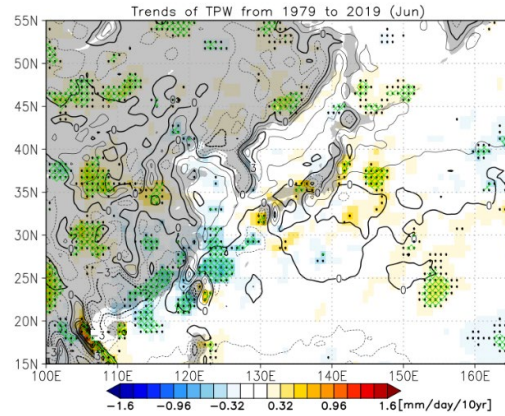 Trends of TPW from 1979 to 2019 (Jun)
55N
50N
45N
40N
35N
30N
25N
20N
15N
100E 110E 120E 130E 140E 150E 160E
-1.6 -0.96 -0.32 0.32 0.96 1.6 [mm/day/10yr]